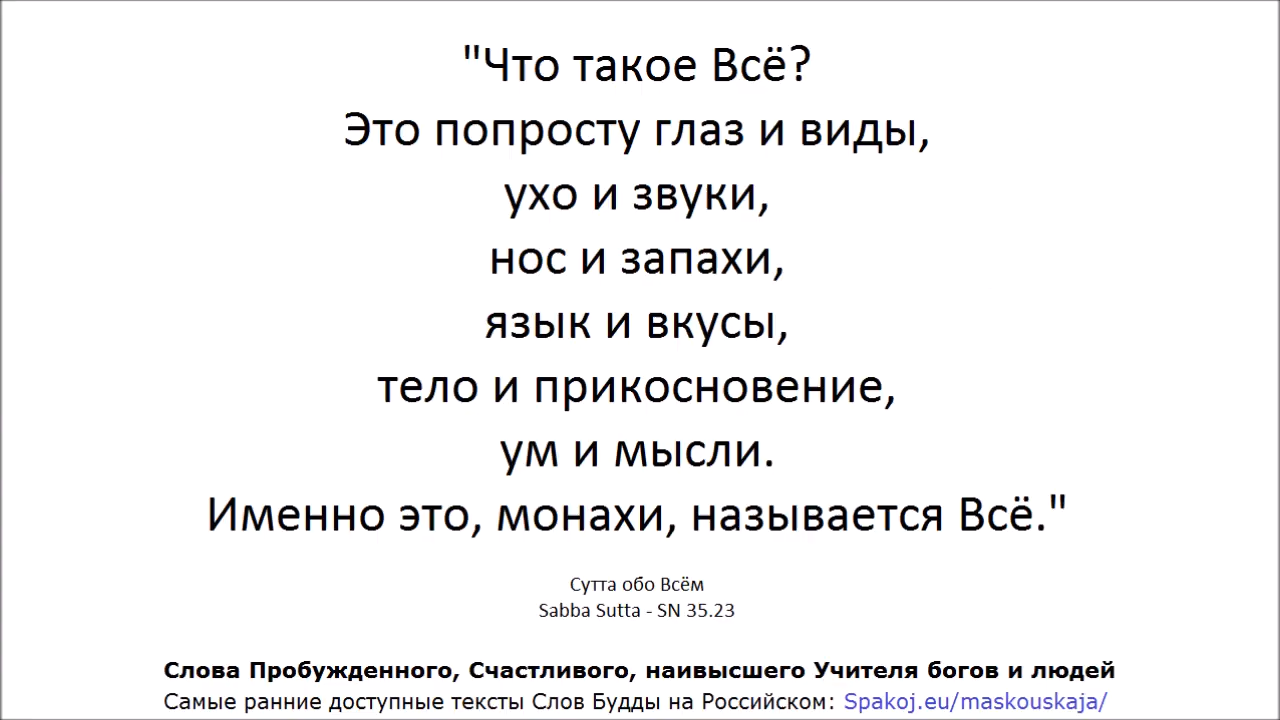 "Что такое Всё?
Это попросту глаз и виды,
ухо и звуки,
нос и запахи,
язык и вкусы,
тело и прикосновение,
ум и мысли.
Именно это, монахи, называется Всё."
Сутта обо Всём
Sabba Sutta - SN 35.23
Слова Пробужденного, Счастливого, наивысшего Учителя богов и людей
Самые ранние доступные тексты Слов Будды на Российском: Spakoj.eu/maskouskaja/